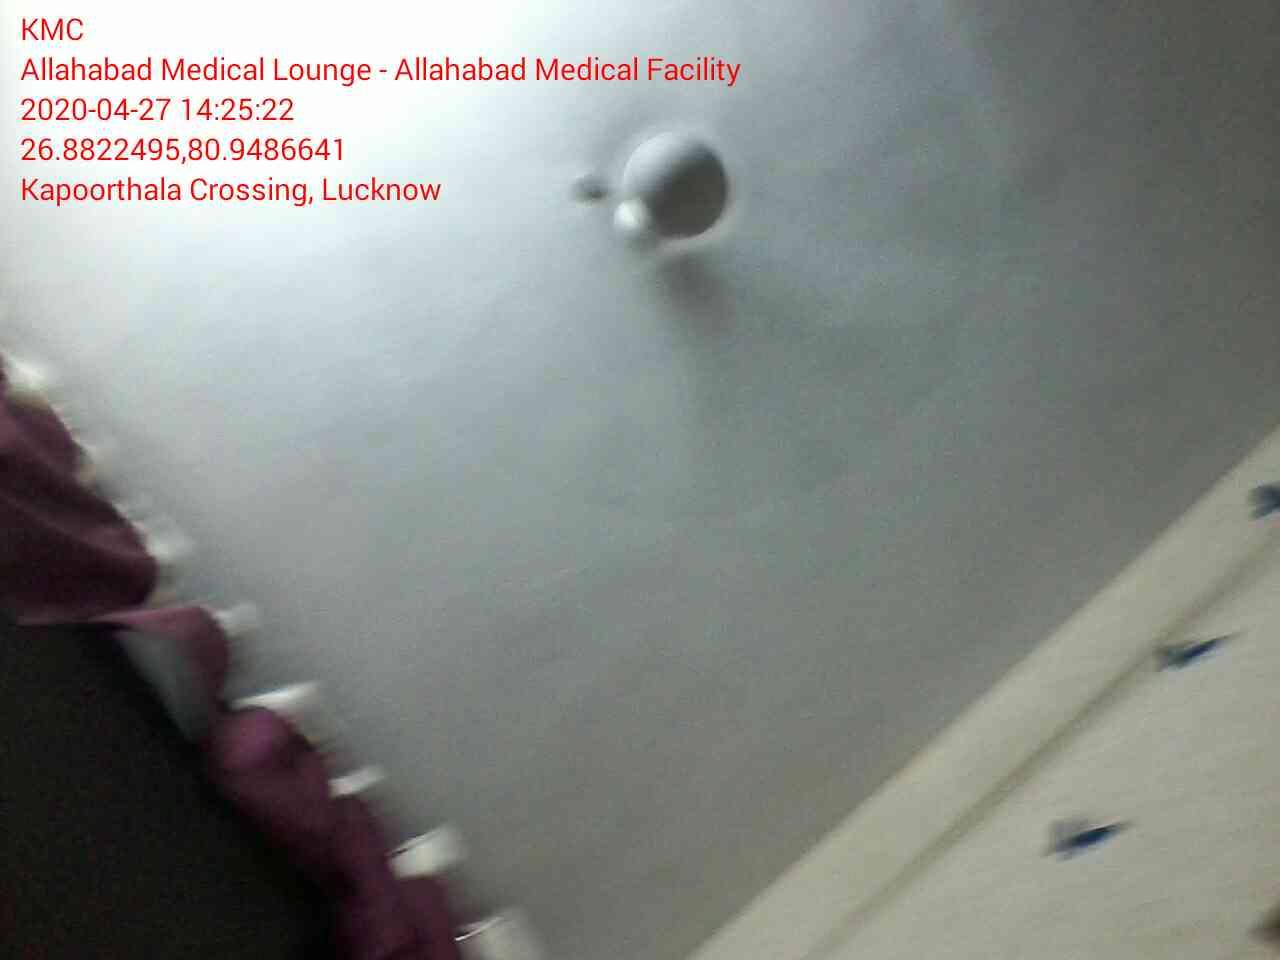 KMC
Allahabad Medical Lounge - Allahabad Medical Facility
2020-04-27 14:25:22
26.8822495,80.9486641
Kapoorthala Crossing, Lucknow